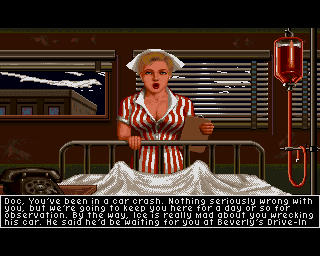 Doc, You've been in a car crash. Nothing seriously wrong with
you, but we're going to keep you here for a day or so for
observation. By the way, Ice is really mad about you wrecking
his car. He said he'd be waiting for you at Beverly's Drive-In